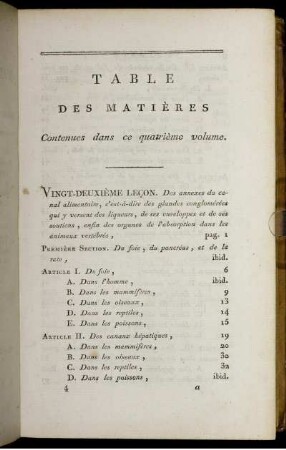 TABLE
DES MATIÈRES
Contenues dans ce quatrième volume.
VINGT-DEUXIÈME LEÇON. Des annexes du ca-
nal alimentaire, c'est-à-dire des glandes conglomérées
qui y versent des liqueurs, de ses enveloppes et de ses
soutiens, enfin des organes de l'absorption dans les
animaux vertébrés, pag. 1
PREMIÈRE SECTION. Du foie, du pancréas, et de la
rate, ibid.
ARTICLE I. Du foie, 6
A. Dans l'homme, ibid.
B. Dans les mammifères, 9
C. Dans les oiseaux, 13
D. Dans les reptiles, 14
E. Dans les poissons, 15
ARTICLE II. Des canaux hépatiques, 19
A. Dans les mammifères, 20
B. Dans les oiseaux, 30
C. Dans les reptiles, 32
D. Dans les poissons, ibid.
4 a